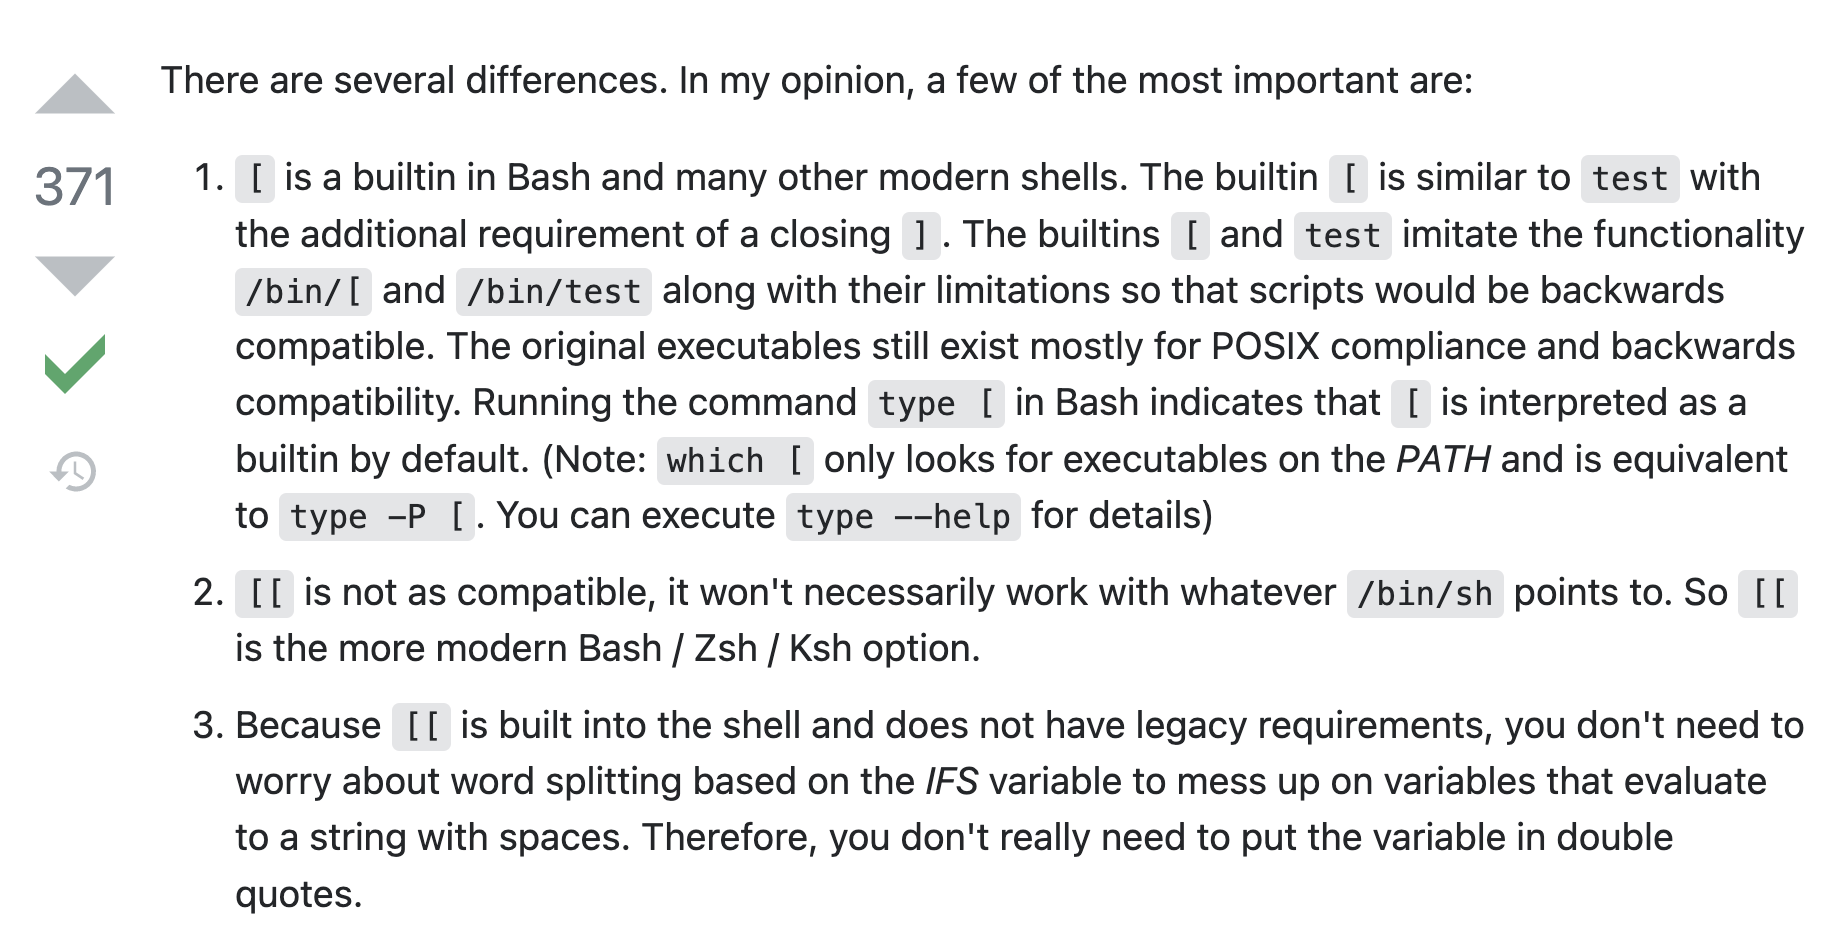 There are several differences. In my opinion, a few of the most important are:
371
1. [ is a builtin in Bash and many other modern shells. The builtin [ is similar to test with
the additional requirement of a closing ]. The builtins [ and test imitate the functionality
/bin/[ and /bin/test along with their limitations so that scripts would be backwards
compatible. The original executables still exist mostly for POSIX compliance and backwards
compatibility. Running the command type [ in Bash indicates that [ is interpreted as a
builtin by default. (Note: which [ only looks for executables on the PATH and is equivalent
to type -P [. You can execute type --help for details)
2. [[ is not as compatible, it won't necessarily work with whatever /bin/sh points to. So [[
is the more modern Bash / Zsh / Ksh option.
3. Because [[ is built into the shell and does not have legacy requirements, you don't need to
worry about word splitting based on the IFS variable to mess up on variables that evaluate
to a string with spaces. Therefore, you don't really need to put the variable in double
quotes.